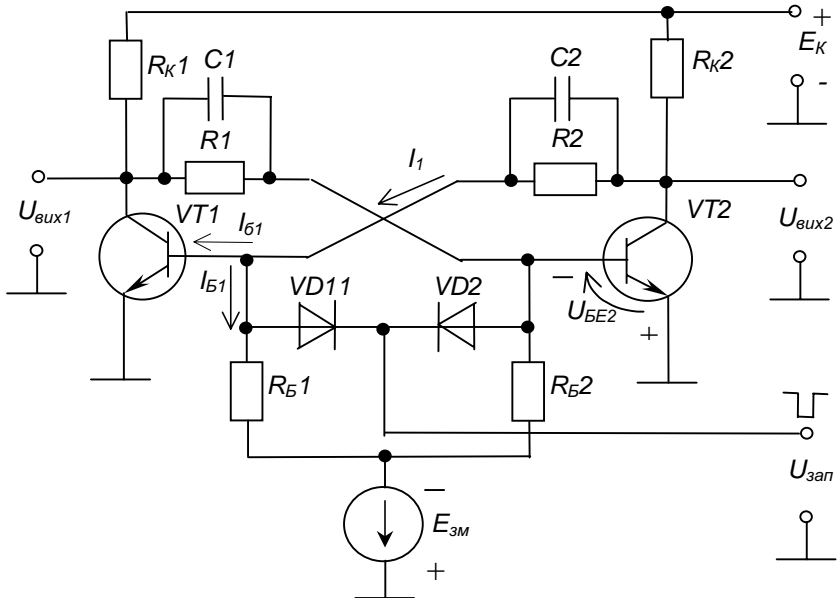 +
E_К
-
R_К1
C1
R1
C2
R2
R_К2
I_1
U_вих1
VT1
I_б1
I_Б1
VD11
VD2
VT2
U_вих2
−
U_БЕ2
+
R_Б1
R_Б2
U_зап
−
E_зм
+